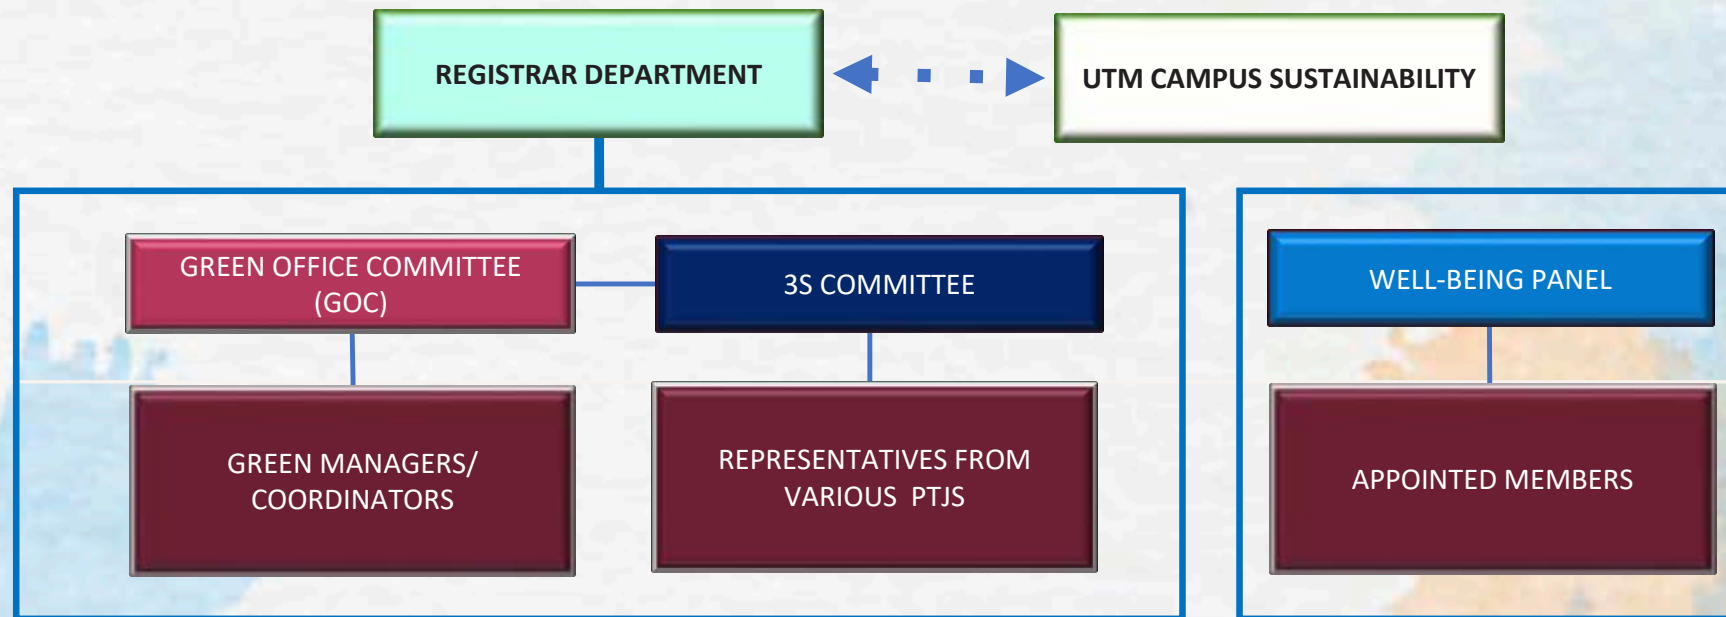 REGISTRAR DEPARTMENT
UTM CAMPUS SUSTAINABILITY
GREEN OFFICE COMMITTEE
(GOC)
3S COMMITTEE
WELL-BEING PANEL
GREEN MANAGERS/
COORDINATORS
REPRESENTATIVES FROM
VARIOUS PTJS
APPOINTED MEMBERS